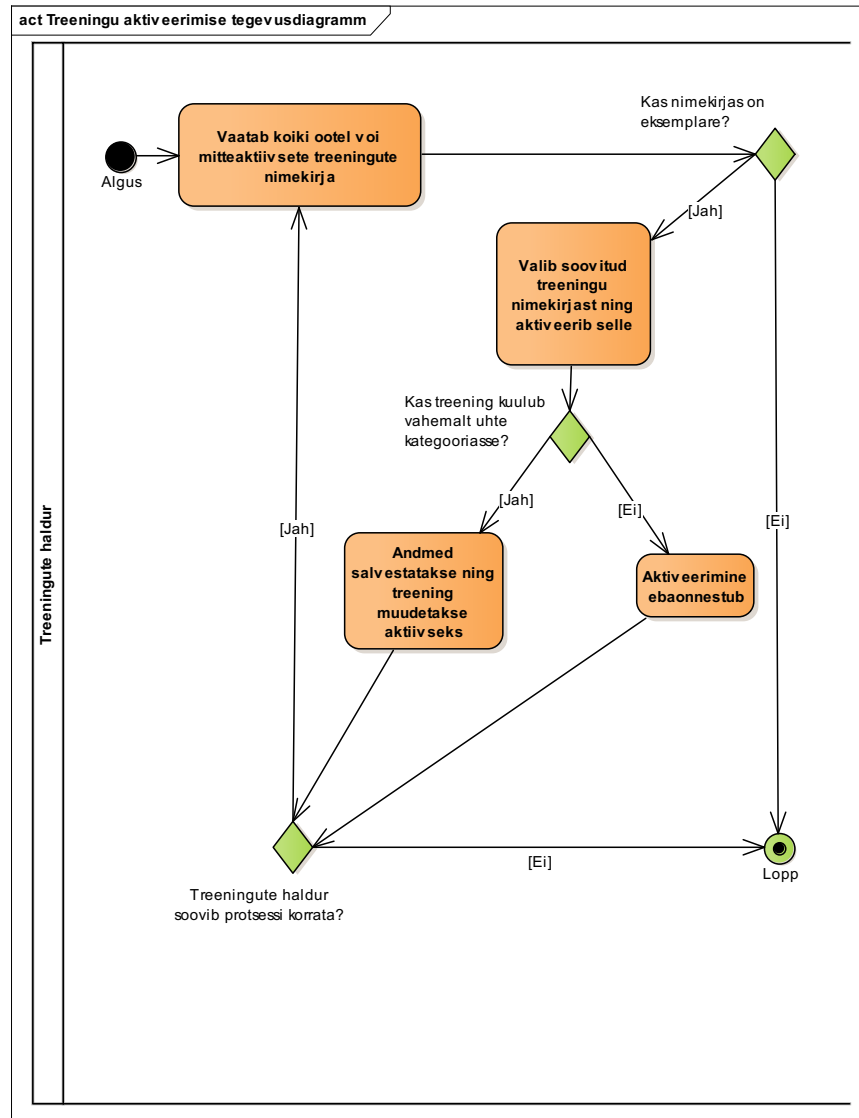 act Treeningu aktiveerimise tegevusdiagramm
Treeningute haldur
Algus
Vaatab koiki ootel voi
mitteaktiivsete treeningute
nimekirja
Kas nimekirjas on
eksemplare?
[Jah]
Valib soovitud
treeningu
nimekirjast ning
aktiveerib selle
Kas treening kuulub
vahemalt uhte
kategooriasse?
[Jah]
[Ei]
[Ei]
[Jah]
Andmed
salvestatakse ning
treening
muudetakse
aktiivseks
Aktiveerimine
ebaonnestub
[Ei]
Lopp
Treeningute haldur
soovib protsessi korrata?